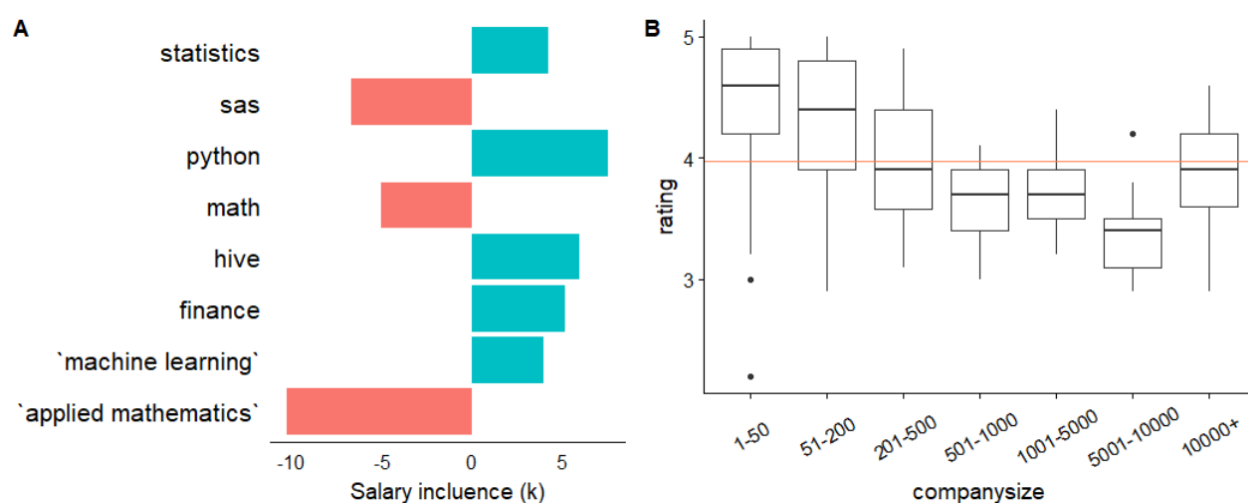 A
statistics
sas
python
math
hive
finance
`machine learning`
`applied mathematics`
-10 -5 0 5
Salary incluence (k)
B
5
4
3
rating
1-50 51-200 201-500 501-1000 1001-5000 5001-10000 10000+
companysize